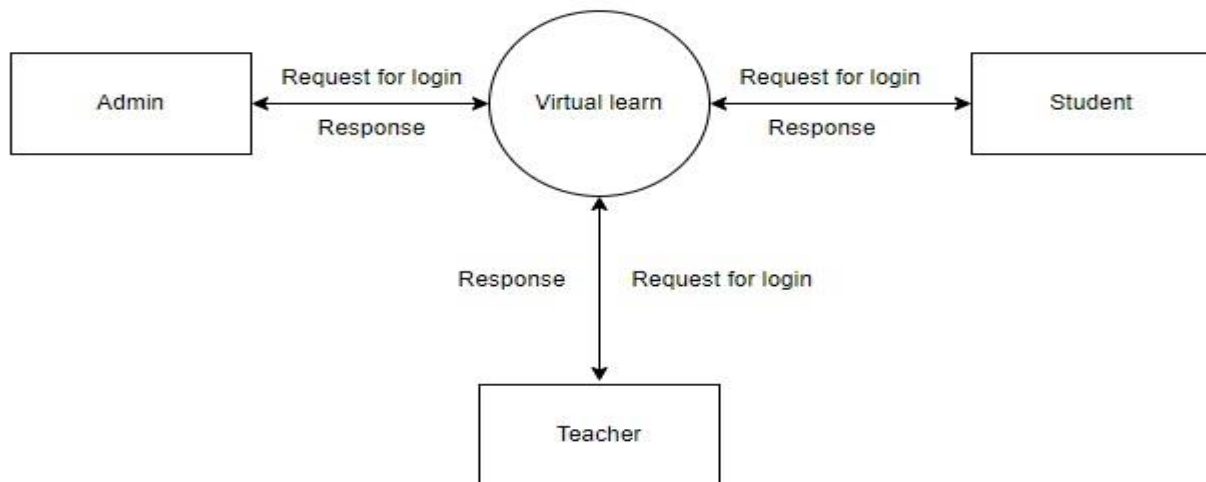 Request for login
Request for login
Admin
Virtual learn
Student
Response
Response
Response
Request for login
Teacher